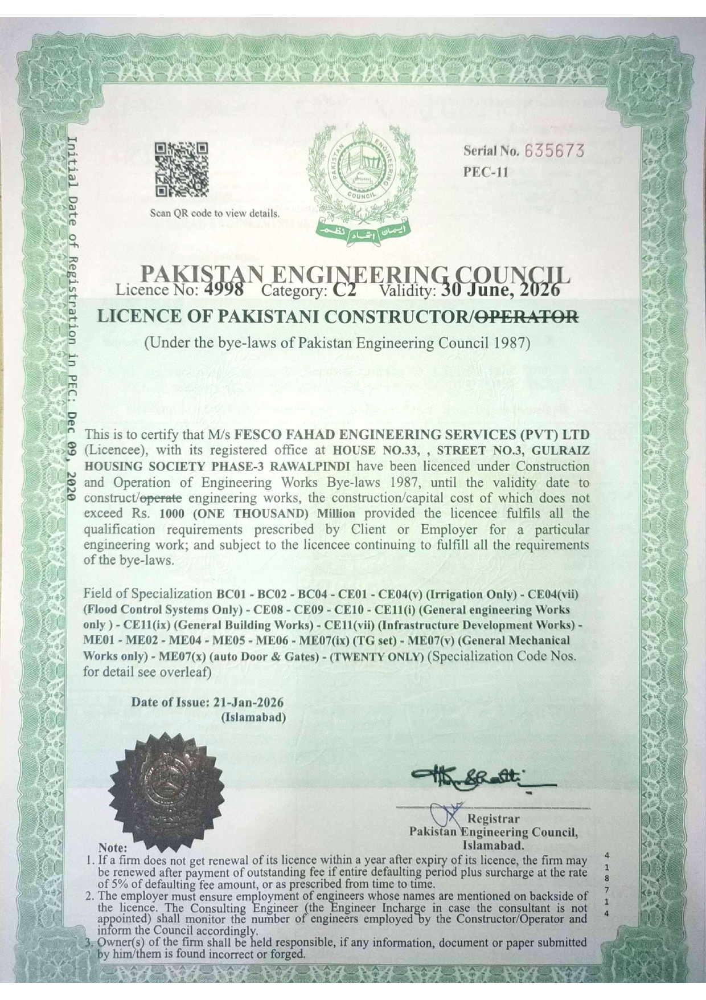 Serial No. 635673
PEC-11
Scan QR code to view details.
PAKISTAN ENGINEERING COUNCIL
ایمان اتحاد نظم
PAKISTAN ENGINEERING COUNCIL
Licence No: 4998 Category: C2 Validity: 30 June, 2026
LICENCE OF PAKISTANI CONSTRUCTOR/OPERATOR
(Under the bye-laws of Pakistan Engineering Council 1987)
Initial Date of Registration in PEC: Dec 09, 2020
This is to certify that M/s FESCO FAHAD ENGINEERING SERVICES (PVT) LTD
(Licencee), with its registered office at HOUSE NO.33, , STREET NO.3, GULRAIZ
HOUSING SOCIETY PHASE-3 RAWALPINDI have been licenced under Construction
and Operation of Engineering Works Bye-laws 1987, until the validity date to
construct/operate engineering works, the construction/capital cost of which does not
exceed Rs. 1000 (ONE THOUSAND) Million provided the licencee fulfils all the
qualification requirements prescribed by Client or Employer for a particular
engineering work; and subject to the licencee continuing to fulfill all the requirements
of the bye-laws.
Field of Specialization BC01 - BC02 - BC04 - CE01 - CE04(v) (Irrigation Only) - CE04(vii)
(Flood Control Systems Only) - CE08 - CE09 - CE10 - CE11(i) (General engineering Works
only ) - CE11(ix) (General Building Works) - CE11(vii) (Infrastructure Development Works) -
ME01 - ME02 - ME04 - ME05 - ME06 - ME07(ix) (TG set) - ME07(v) (General Mechanical
Works only) - ME07(x) (auto Door & Gates) - (TWENTY ONLY) (Specialization Code Nos.
for detail see overleaf)
Date of Issue: 21-Jan-2026
(Islamabad)
Registrar
Pakistan Engineering Council,
Islamabad.
Note:
1. If a firm does not get renewal of its licence within a year after expiry of its licence, the firm may
be renewed after payment of outstanding fee if entire defaulting period plus surcharge at the rate
of 5% of defaulting fee amount, or as prescribed from time to time.
2. The employer must ensure employment of engineers whose names are mentioned on backside of
the licence. The Consulting Engineer (the Engineer Incharge in case the consultant is not
appointed) shall monitor the number of engineers employed by the Constructor/Operator and
inform the Council accordingly.
3. Owner(s) of the firm shall be held responsible, if any information, document or paper submitted
by him/them is found incorrect or forged.
418714